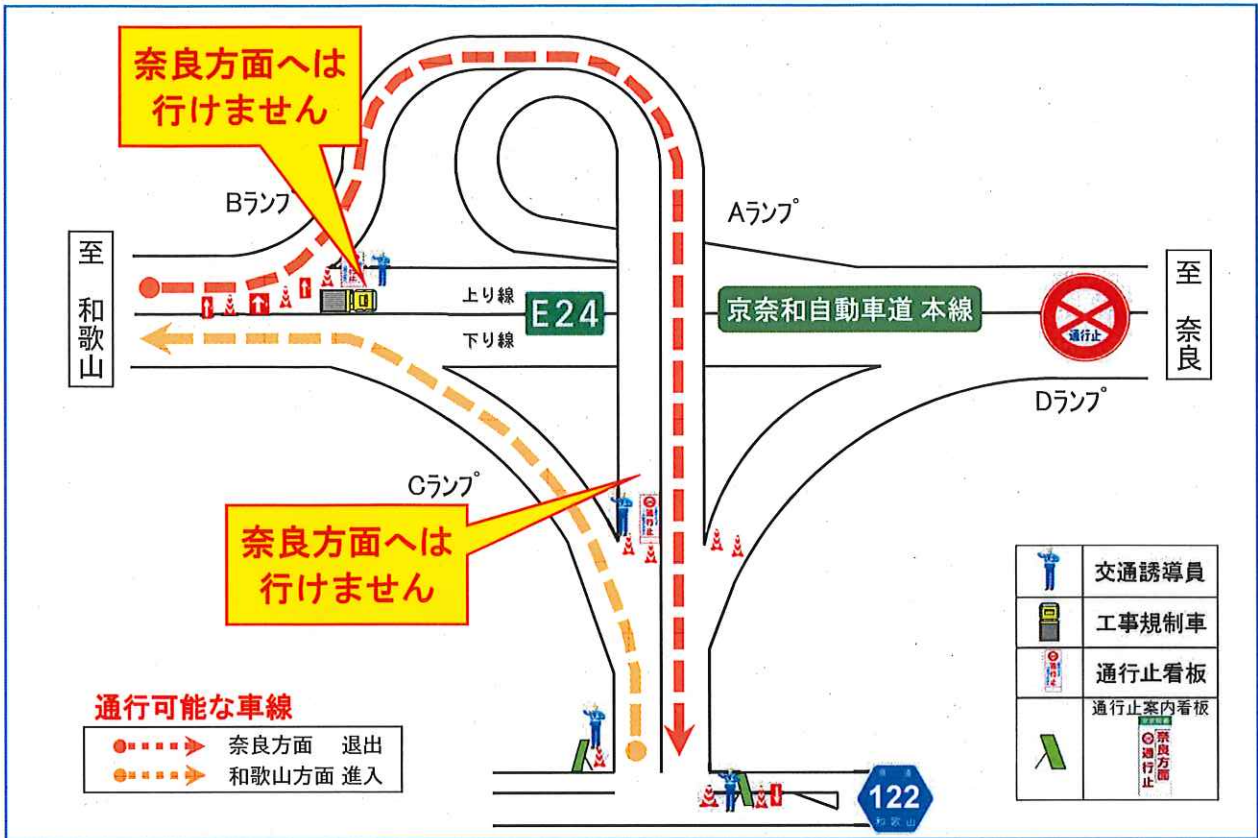 奈良方面へは
行けません
Bランプ
Aランプ
至 和歌山
上り線
下り線
E24
京奈和自動車道 本線
通行止
至 奈良
Dランプ
Cランプ
通行止
奈良方面へは
行けません
通行可能な車線
奈良方面 退出
和歌山方面 進入
交通誘導員
工事規制車
通行止
通行止看板
通行止案内看板
奈良方面
通行止
122
和歌山